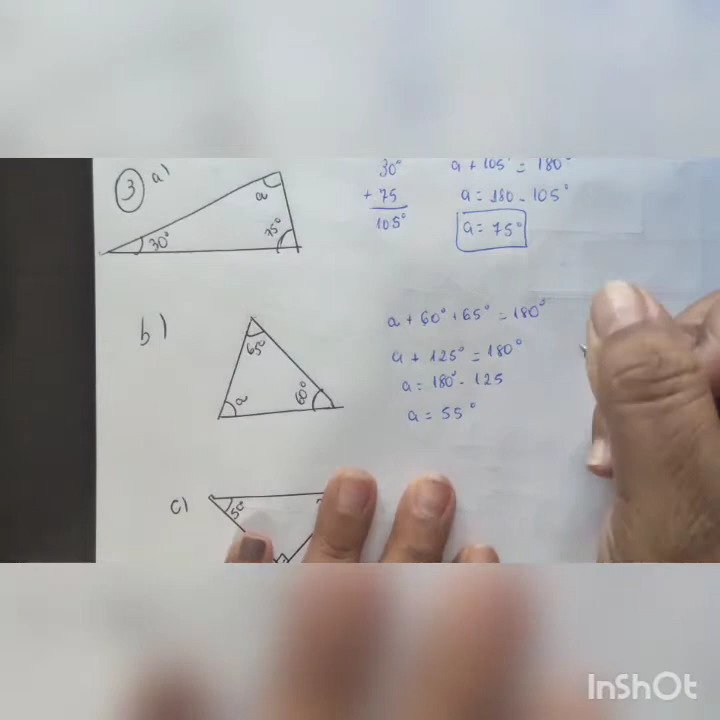 3 a)
a
30°
75°
30°
+ 75
105°
a + 105° = 180°
a = 180 - 105°
a = 75°
b)
65°
a
60°
a + 60° + 65° = 180°
a + 125° = 180°
a = 180° - 125
a = 55°
c)
InShOt